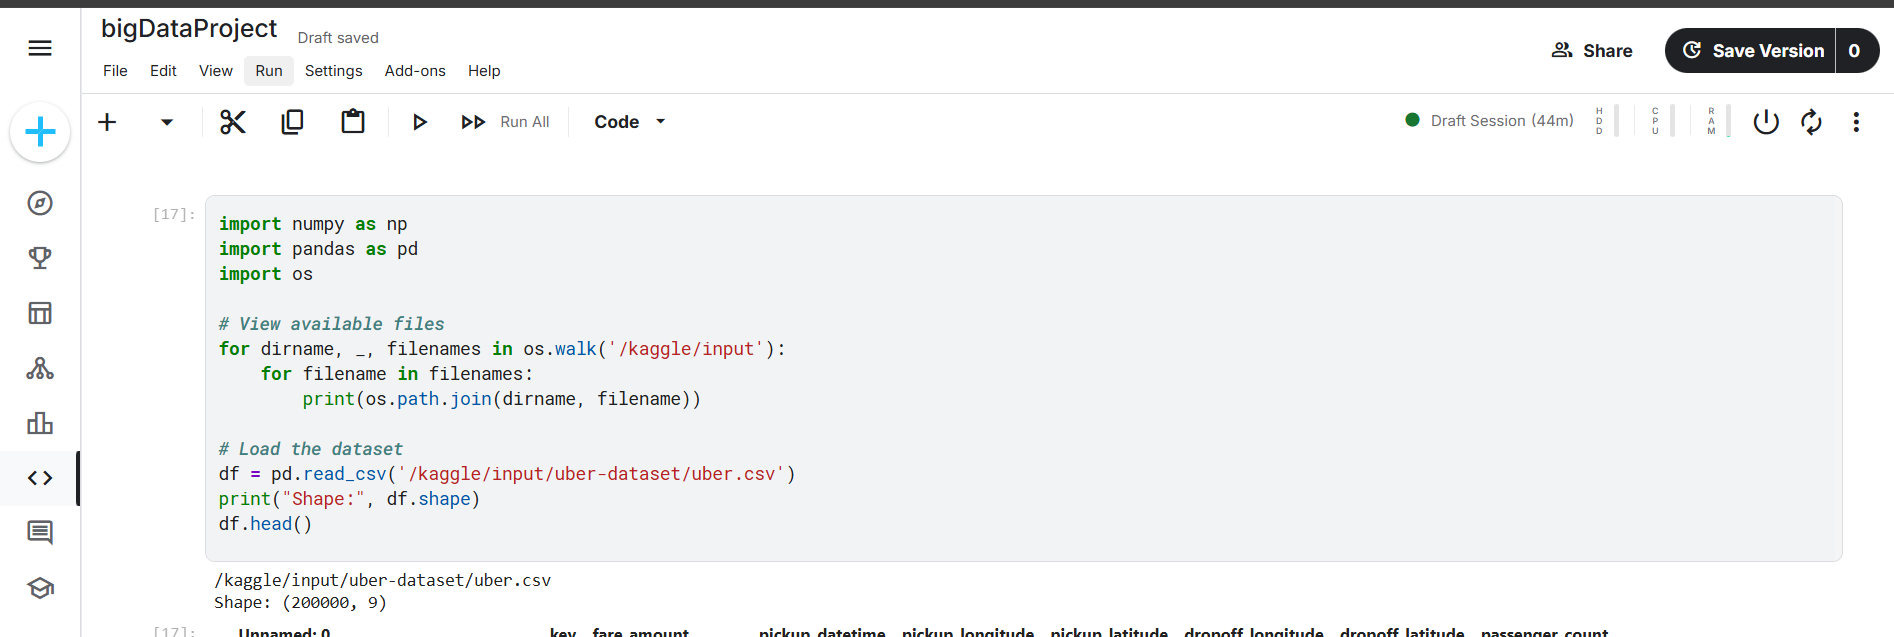 bigDataProject Draft saved
File Edit View Run Settings Add-ons Help
Share
Save Version 0
Run All Code
Draft Session (44m)
HDD
CPU
RAM
[17]:
import numpy as np
import pandas as pd
import os
# View available files
for dirname, _, filenames in os.walk('/kaggle/input'):
    for filename in filenames:
        print(os.path.join(dirname, filename))
# Load the dataset
df = pd.read_csv('/kaggle/input/uber-dataset/uber.csv')
print("Shape:", df.shape)
df.head()
/kaggle/input/uber-dataset/uber.csv
Shape: (200000, 9)
[17]:
Unnamed: 0 key fare_amount pickup_datetime pickup_longitude pickup_latitude dropoff_longitude dropoff_latitude passenger_count